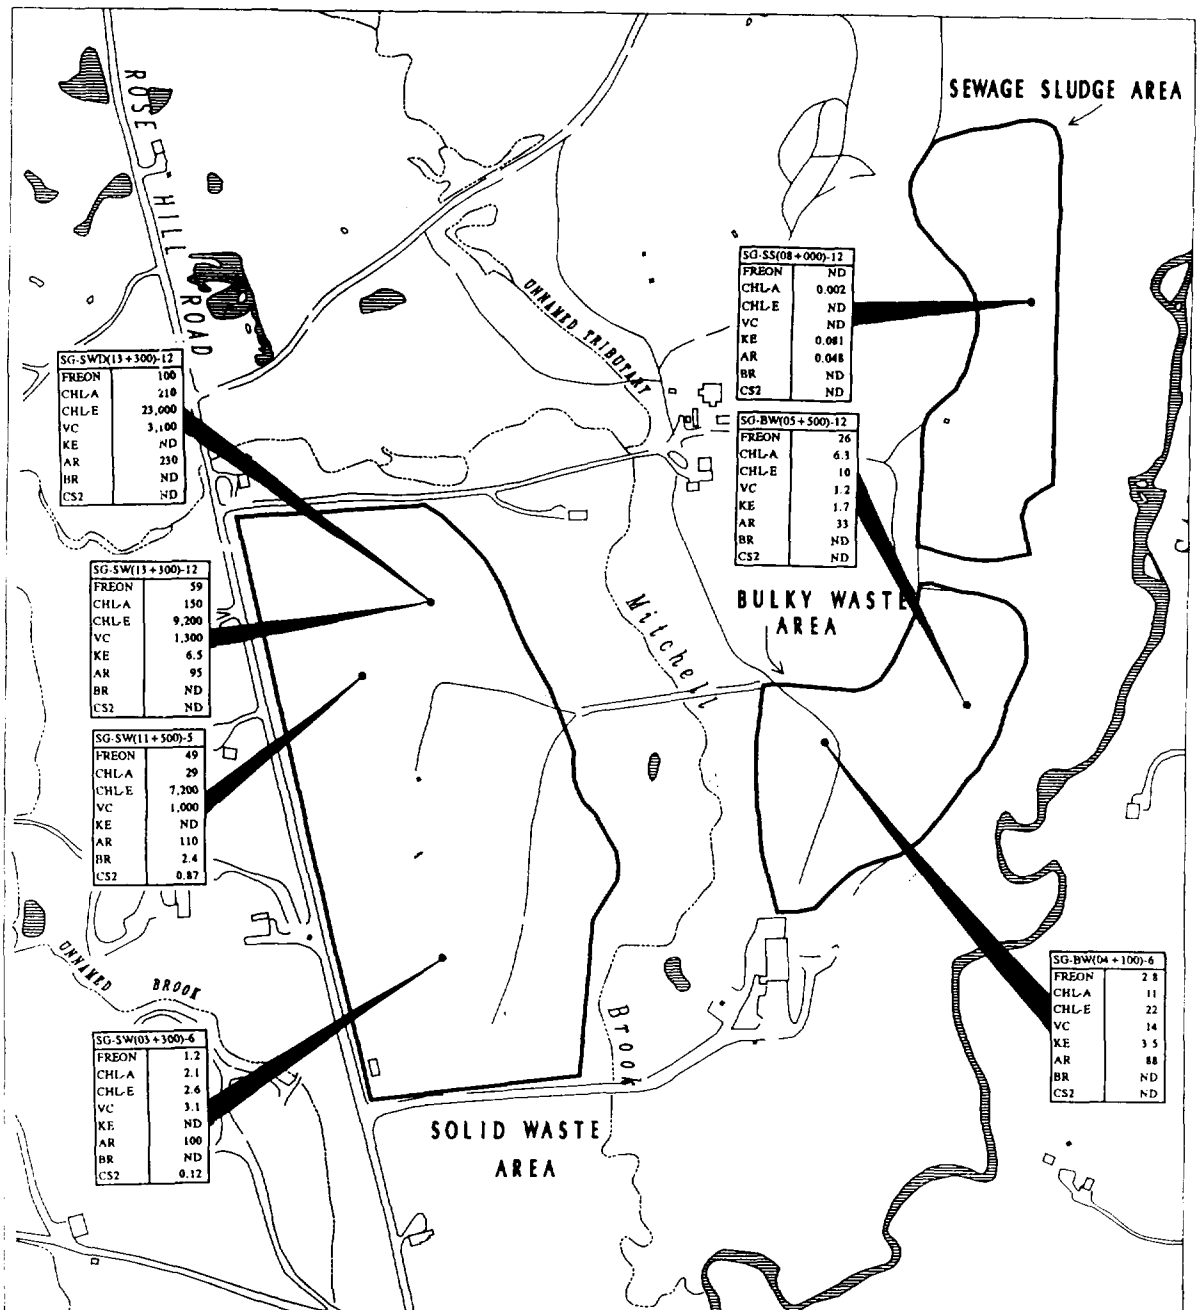 SEWAGE SLUDGE AREA
ROSE HILL ROAD
UNNAMED TRIBUTARY
SG-SS(08+000)-12
FREON ND
CHL-A 0.002
CHL-E ND
VC ND
KE 0.081
AR 0.048
BR ND
CS2 ND
SG-SWD(13+300)-12
FREON 100
CHL-A 210
CHL-E 23,000
VC 3,100
KE ND
AR 230
BR ND
CS2 ND
SG-BW(05+500)-12
FREON 26
CHL-A 6.3
CHL-E 10
VC 1.2
KE 1.7
AR 33
BR ND
CS2 ND
SG-SW(13+300)-12
FREON 59
CHL-A 150
CHL-E 9,200
VC 1,300
KE 6.5
AR 95
BR ND
CS2 ND
BULKY WASTE
AREA
Mitchell
Brook
SG-SW(11+500)-5
FREON 49
CHL-A 29
CHL-E 7,200
VC 1,000
KE ND
AR 110
BR 2.4
CS2 0.87
UNNAMED BROOK
SG-BW(04+100)-6
FREON 2 8
CHL-A 11
CHL-E 22
VC 14
KE 3 5
AR 88
BR ND
CS2 ND
SG-SW(03+300)-6
FREON 1.2
CHL-A 2.1
CHL-E 2.6
VC 3.1
KE ND
AR 100
BR ND
CS2 0.12
SOLID WASTE
AREA